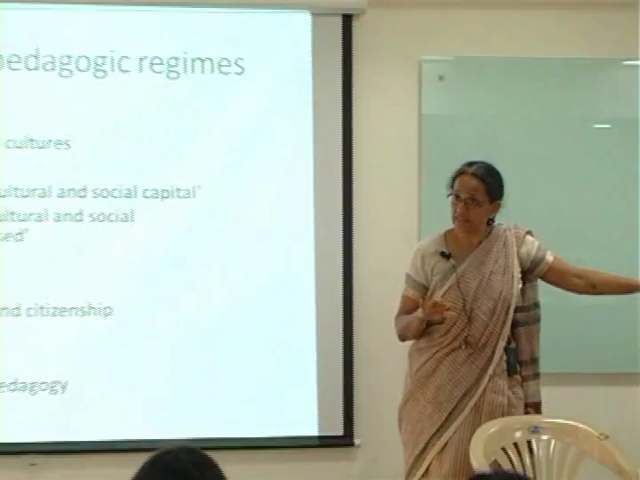 pedagogic regimes
cultures
ultural and social capital'
ultural and social
sed'
nd citizenship
edagogy